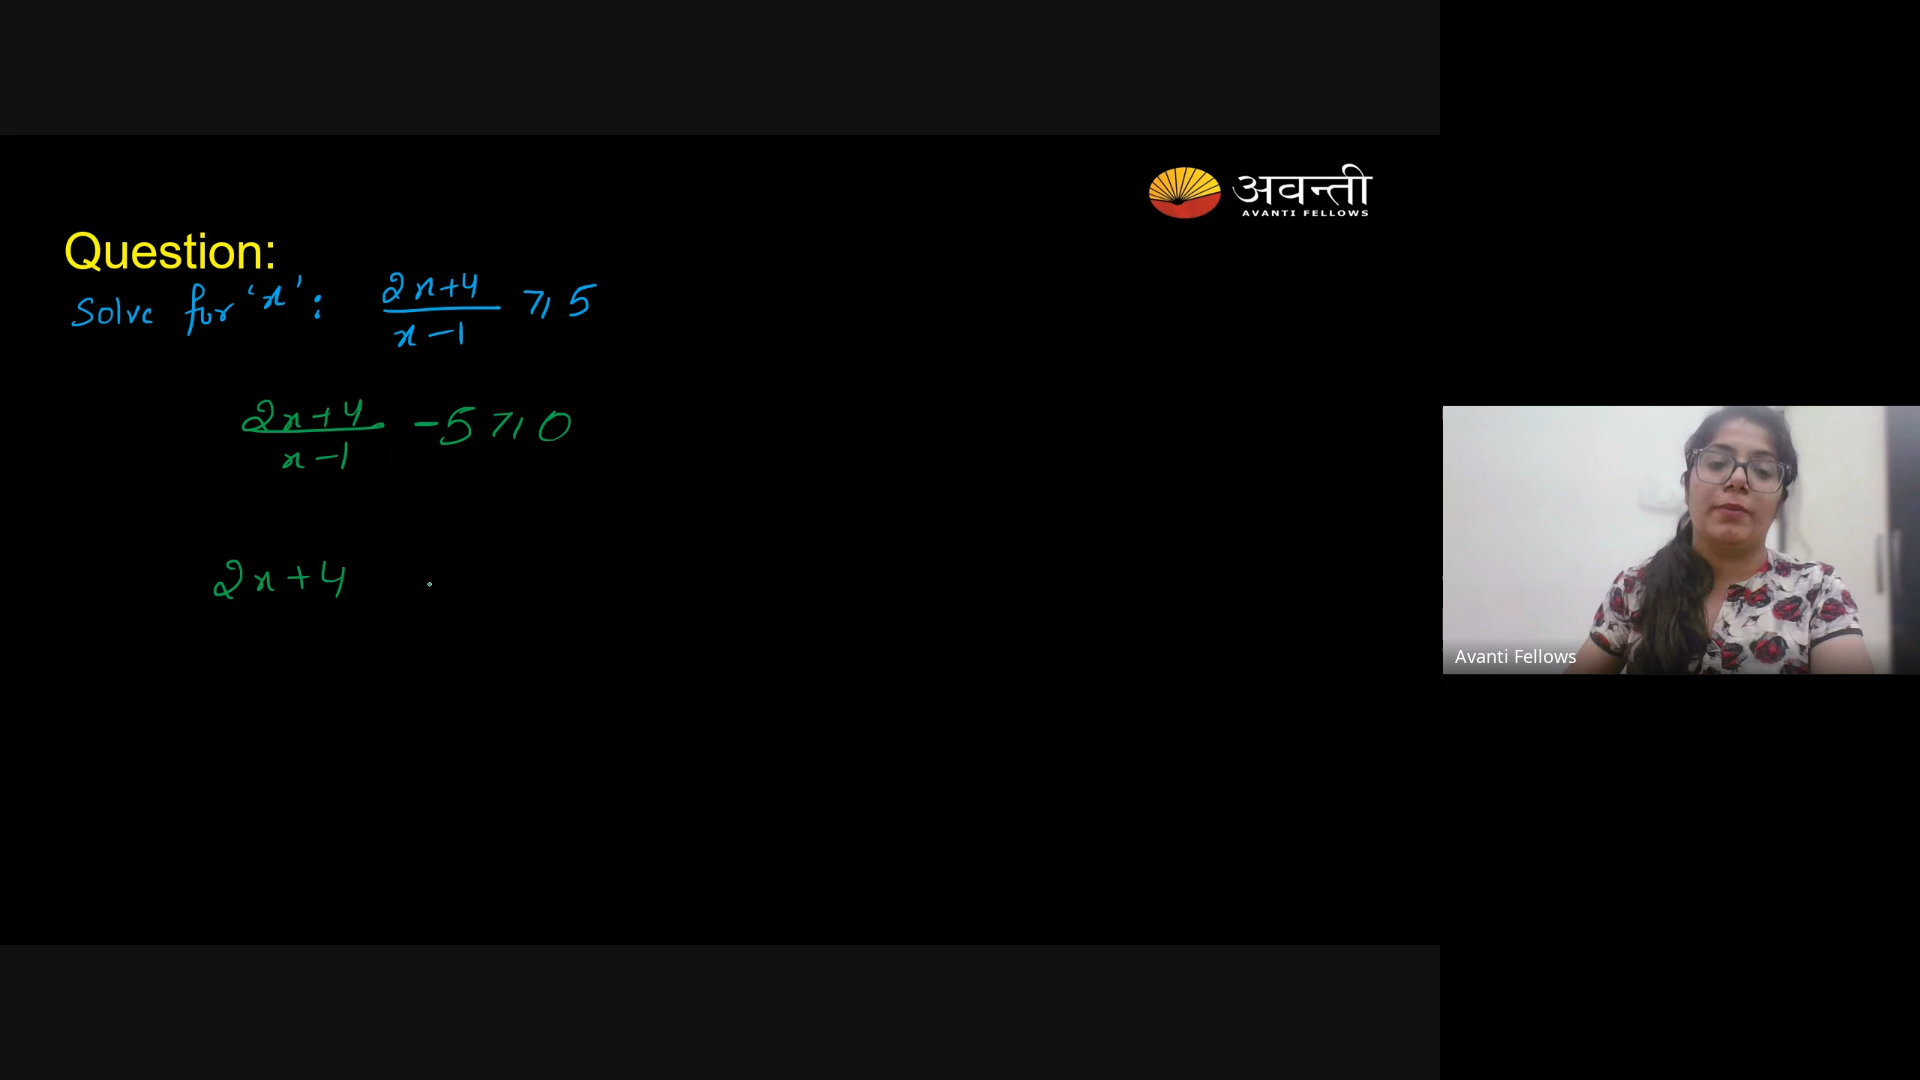 अवन्ती
AVANTI FELLOWS
Question:
Solve for 'x': (2x+4)/(x-1) ≥ 5
(2x+4)/(x-1) -5 ≥ 0
2x+4
Avanti Fellows